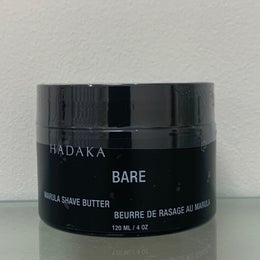 HADAKA
BARE
MARULA SHAVE BUTTER
BEURRE DE RASAGE AU MARULA
120 ML / 4 OZ